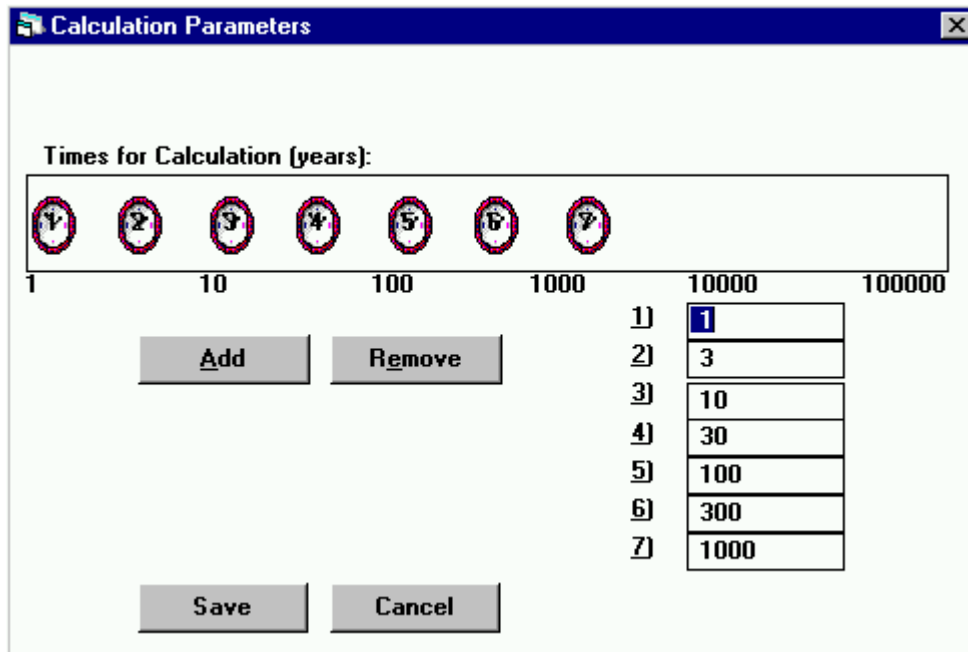 Calculation Parameters
Times for Calculation (years):
1 2 3 4 5 6 7
1 10 100 1000 10000 100000
Add Remove
1) 1
2) 3
3) 10
4) 30
5) 100
6) 300
7) 1000
Save Cancel